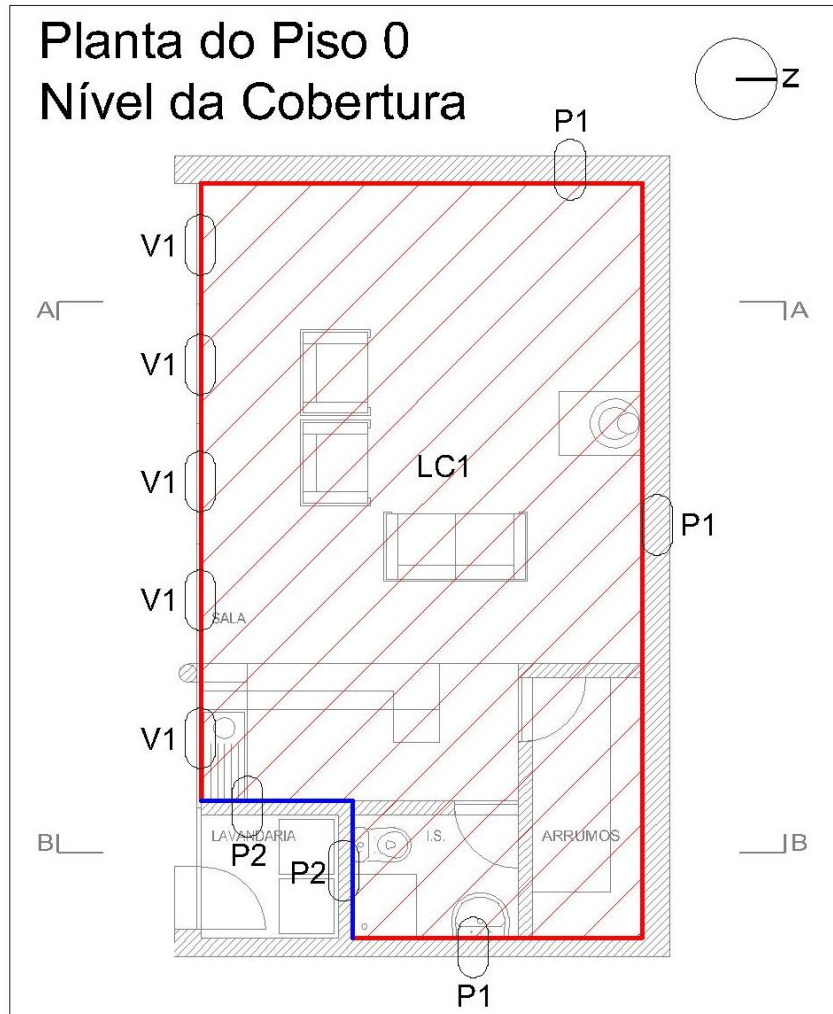 Planta do Piso 0
Nível da Cobertura
Z
P1
V1
A A
V1
LC1
V1
P1
V1
SALA
V1
LAVANDARIA I.S. ARRUMOS
B B
P2
P2
P1